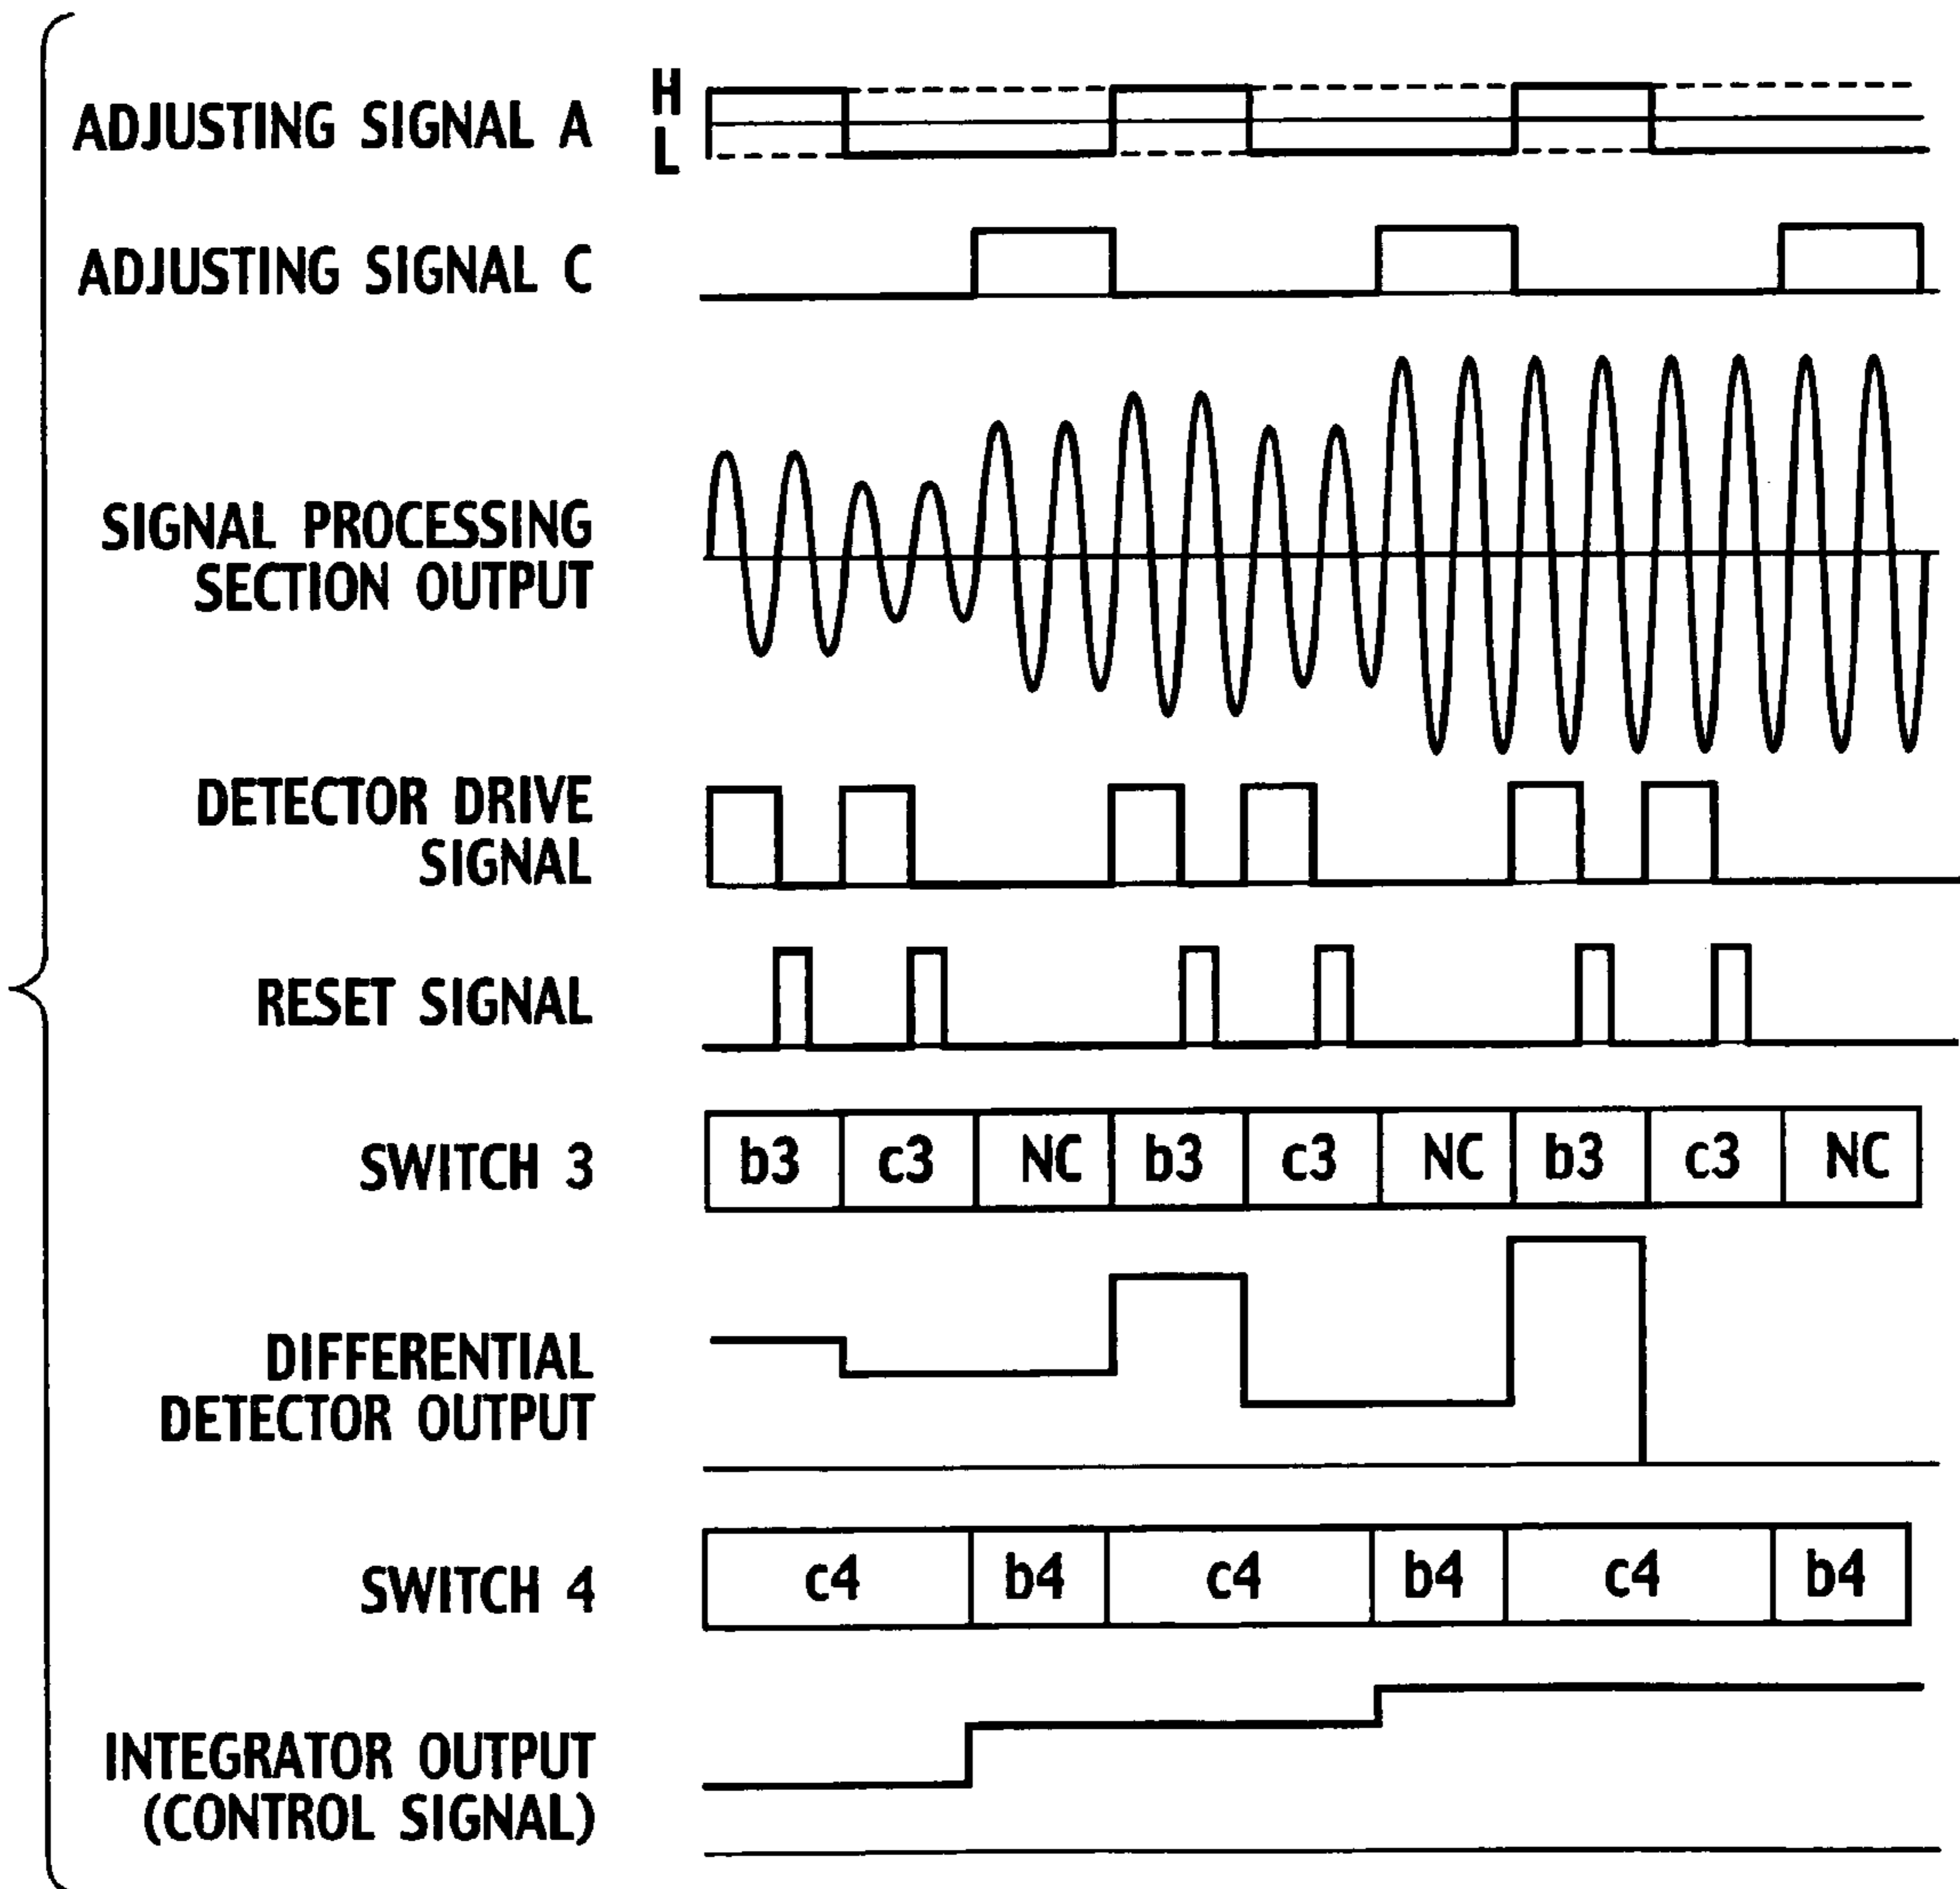 ADJUSTING SIGNAL A
H
L
ADJUSTING SIGNAL C
SIGNAL PROCESSING
SECTION OUTPUT
DETECTOR DRIVE
SIGNAL
RESET SIGNAL
SWITCH 3
b3 c3 NC b3 c3 NC b3 c3 NC
DIFFERENTIAL
DETECTOR OUTPUT
SWITCH 4
c4 b4 c4 b4 c4 b4
INTEGRATOR OUTPUT
(CONTROL SIGNAL)